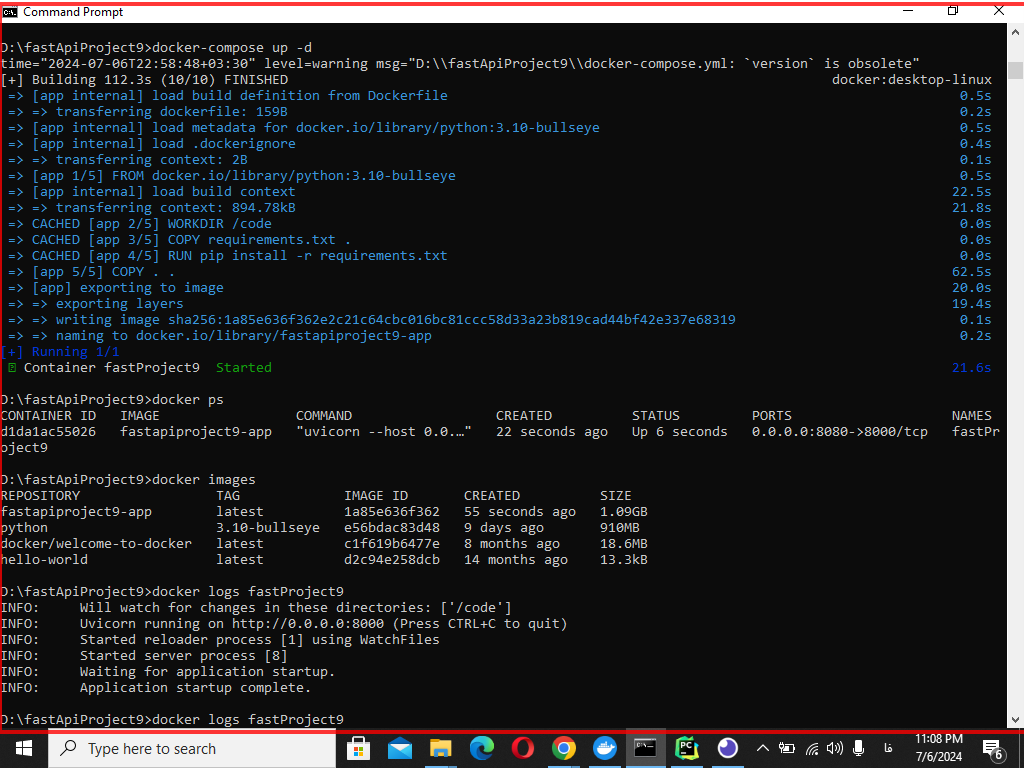 Command Prompt
D:\fastApiProject9>docker-compose up -d
time="2024-07-06T22:58:48+03:30" level=warning msg="D:\\fastApiProject9\\docker-compose.yml: `version` is obsolete"
[+] Building 112.3s (10/10) FINISHED docker:desktop-linux
=> [app internal] load build definition from Dockerfile 0.5s
=> => transferring dockerfile: 159B 0.2s
=> [app internal] load metadata for docker.io/library/python:3.10-bullseye 0.5s
=> [app internal] load .dockerignore 0.4s
=> => transferring context: 2B 0.1s
=> [app 1/5] FROM docker.io/library/python:3.10-bullseye 0.5s
=> [app internal] load build context 22.5s
=> => transferring context: 894.78kB 21.8s
=> CACHED [app 2/5] WORKDIR /code 0.0s
=> CACHED [app 3/5] COPY requirements.txt . 0.0s
=> CACHED [app 4/5] RUN pip install -r requirements.txt 0.0s
=> [app 5/5] COPY . . 62.5s
=> [app] exporting to image 20.0s
=> => exporting layers 19.4s
=> => writing image sha256:1a85e636f362e2c21c64cbc016bc81ccc58d33a23b819cad44bf42e337e68319 0.1s
=> => naming to docker.io/library/fastapiproject9-app 0.2s
[+] Running 1/1
Container fastProject9 Started 21.6s
D:\fastApiProject9>docker ps
CONTAINER ID IMAGE COMMAND CREATED STATUS PORTS NAMES
d1da1ac55026 fastapiproject9-app "uvicorn --host 0.0.…" 22 seconds ago Up 6 seconds 0.0.0.0:8080->8000/tcp fastPr
oject9
D:\fastApiProject9>docker images
REPOSITORY TAG IMAGE ID CREATED SIZE
fastapiproject9-app latest 1a85e636f362 55 seconds ago 1.09GB
python 3.10-bullseye e56bdac83d48 9 days ago 910MB
docker/welcome-to-docker latest c1f619b6477e 8 months ago 18.6MB
hello-world latest d2c94e258dcb 14 months ago 13.3kB
D:\fastApiProject9>docker logs fastProject9
INFO: Will watch for changes in these directories: ['/code']
INFO: Uvicorn running on http://0.0.0.0:8000 (Press CTRL+C to quit)
INFO: Started reloader process [1] using WatchFiles
INFO: Started server process [8]
INFO: Waiting for application startup.
INFO: Application startup complete.
D:\fastApiProject9>docker logs fastProject9
Type here to search
PC
فا
11:08 PM
7/6/2024
6